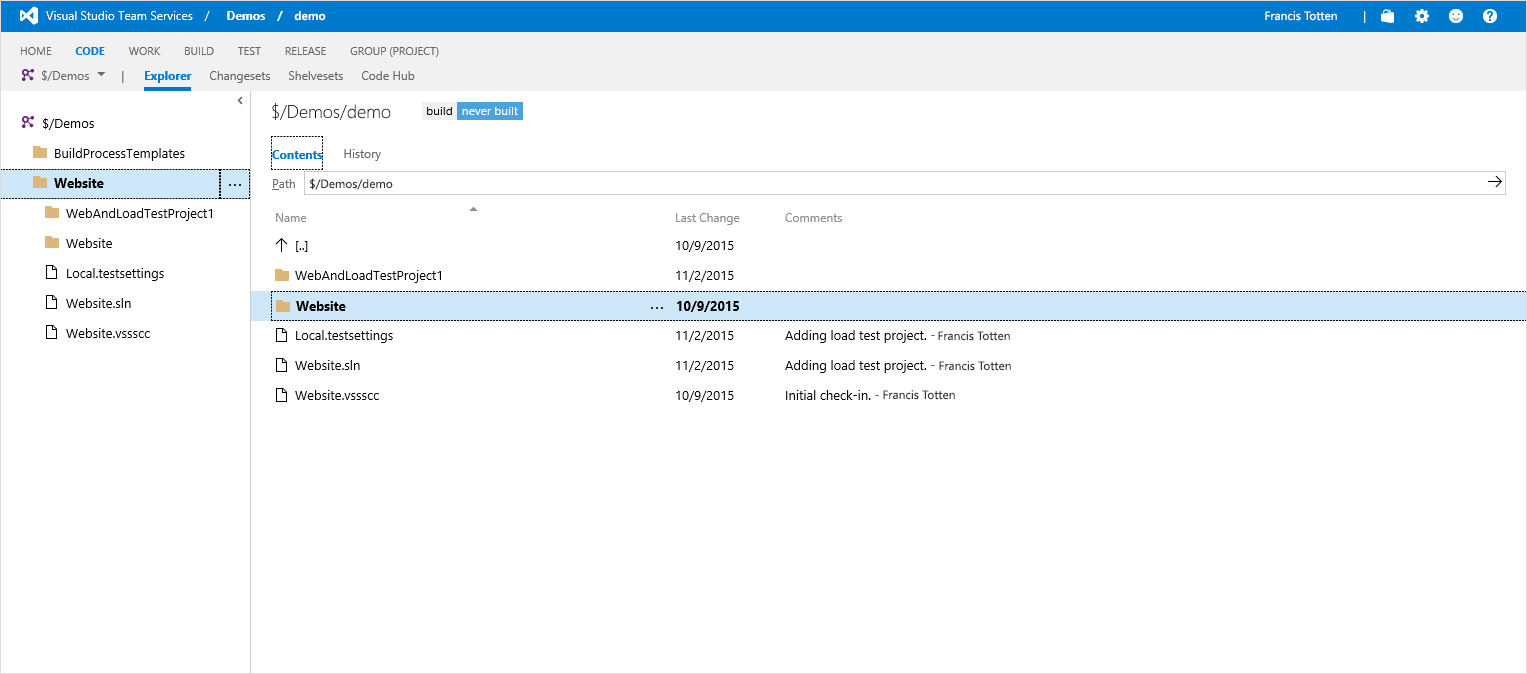 Visual Studio Team Services / Demos / demo Francis Totten |
HOME CODE WORK BUILD TEST RELEASE GROUP (PROJECT)
$/Demos | Explorer Changesets Shelvesets Code Hub
$/Demos
BuildProcessTemplates
Website ...
WebAndLoadTestProject1
Website
Local.testsettings
Website.sln
Website.vssscc
$/Demos/demo build never built
Contents History
Path $/Demos/demo
Name Last Change Comments
[..] 10/9/2015
WebAndLoadTestProject1 11/2/2015
Website ... 10/9/2015
Local.testsettings 11/2/2015 Adding load test project. - Francis Totten
Website.sln 11/2/2015 Adding load test project. - Francis Totten
Website.vssscc 10/9/2015 Initial check-in. - Francis Totten